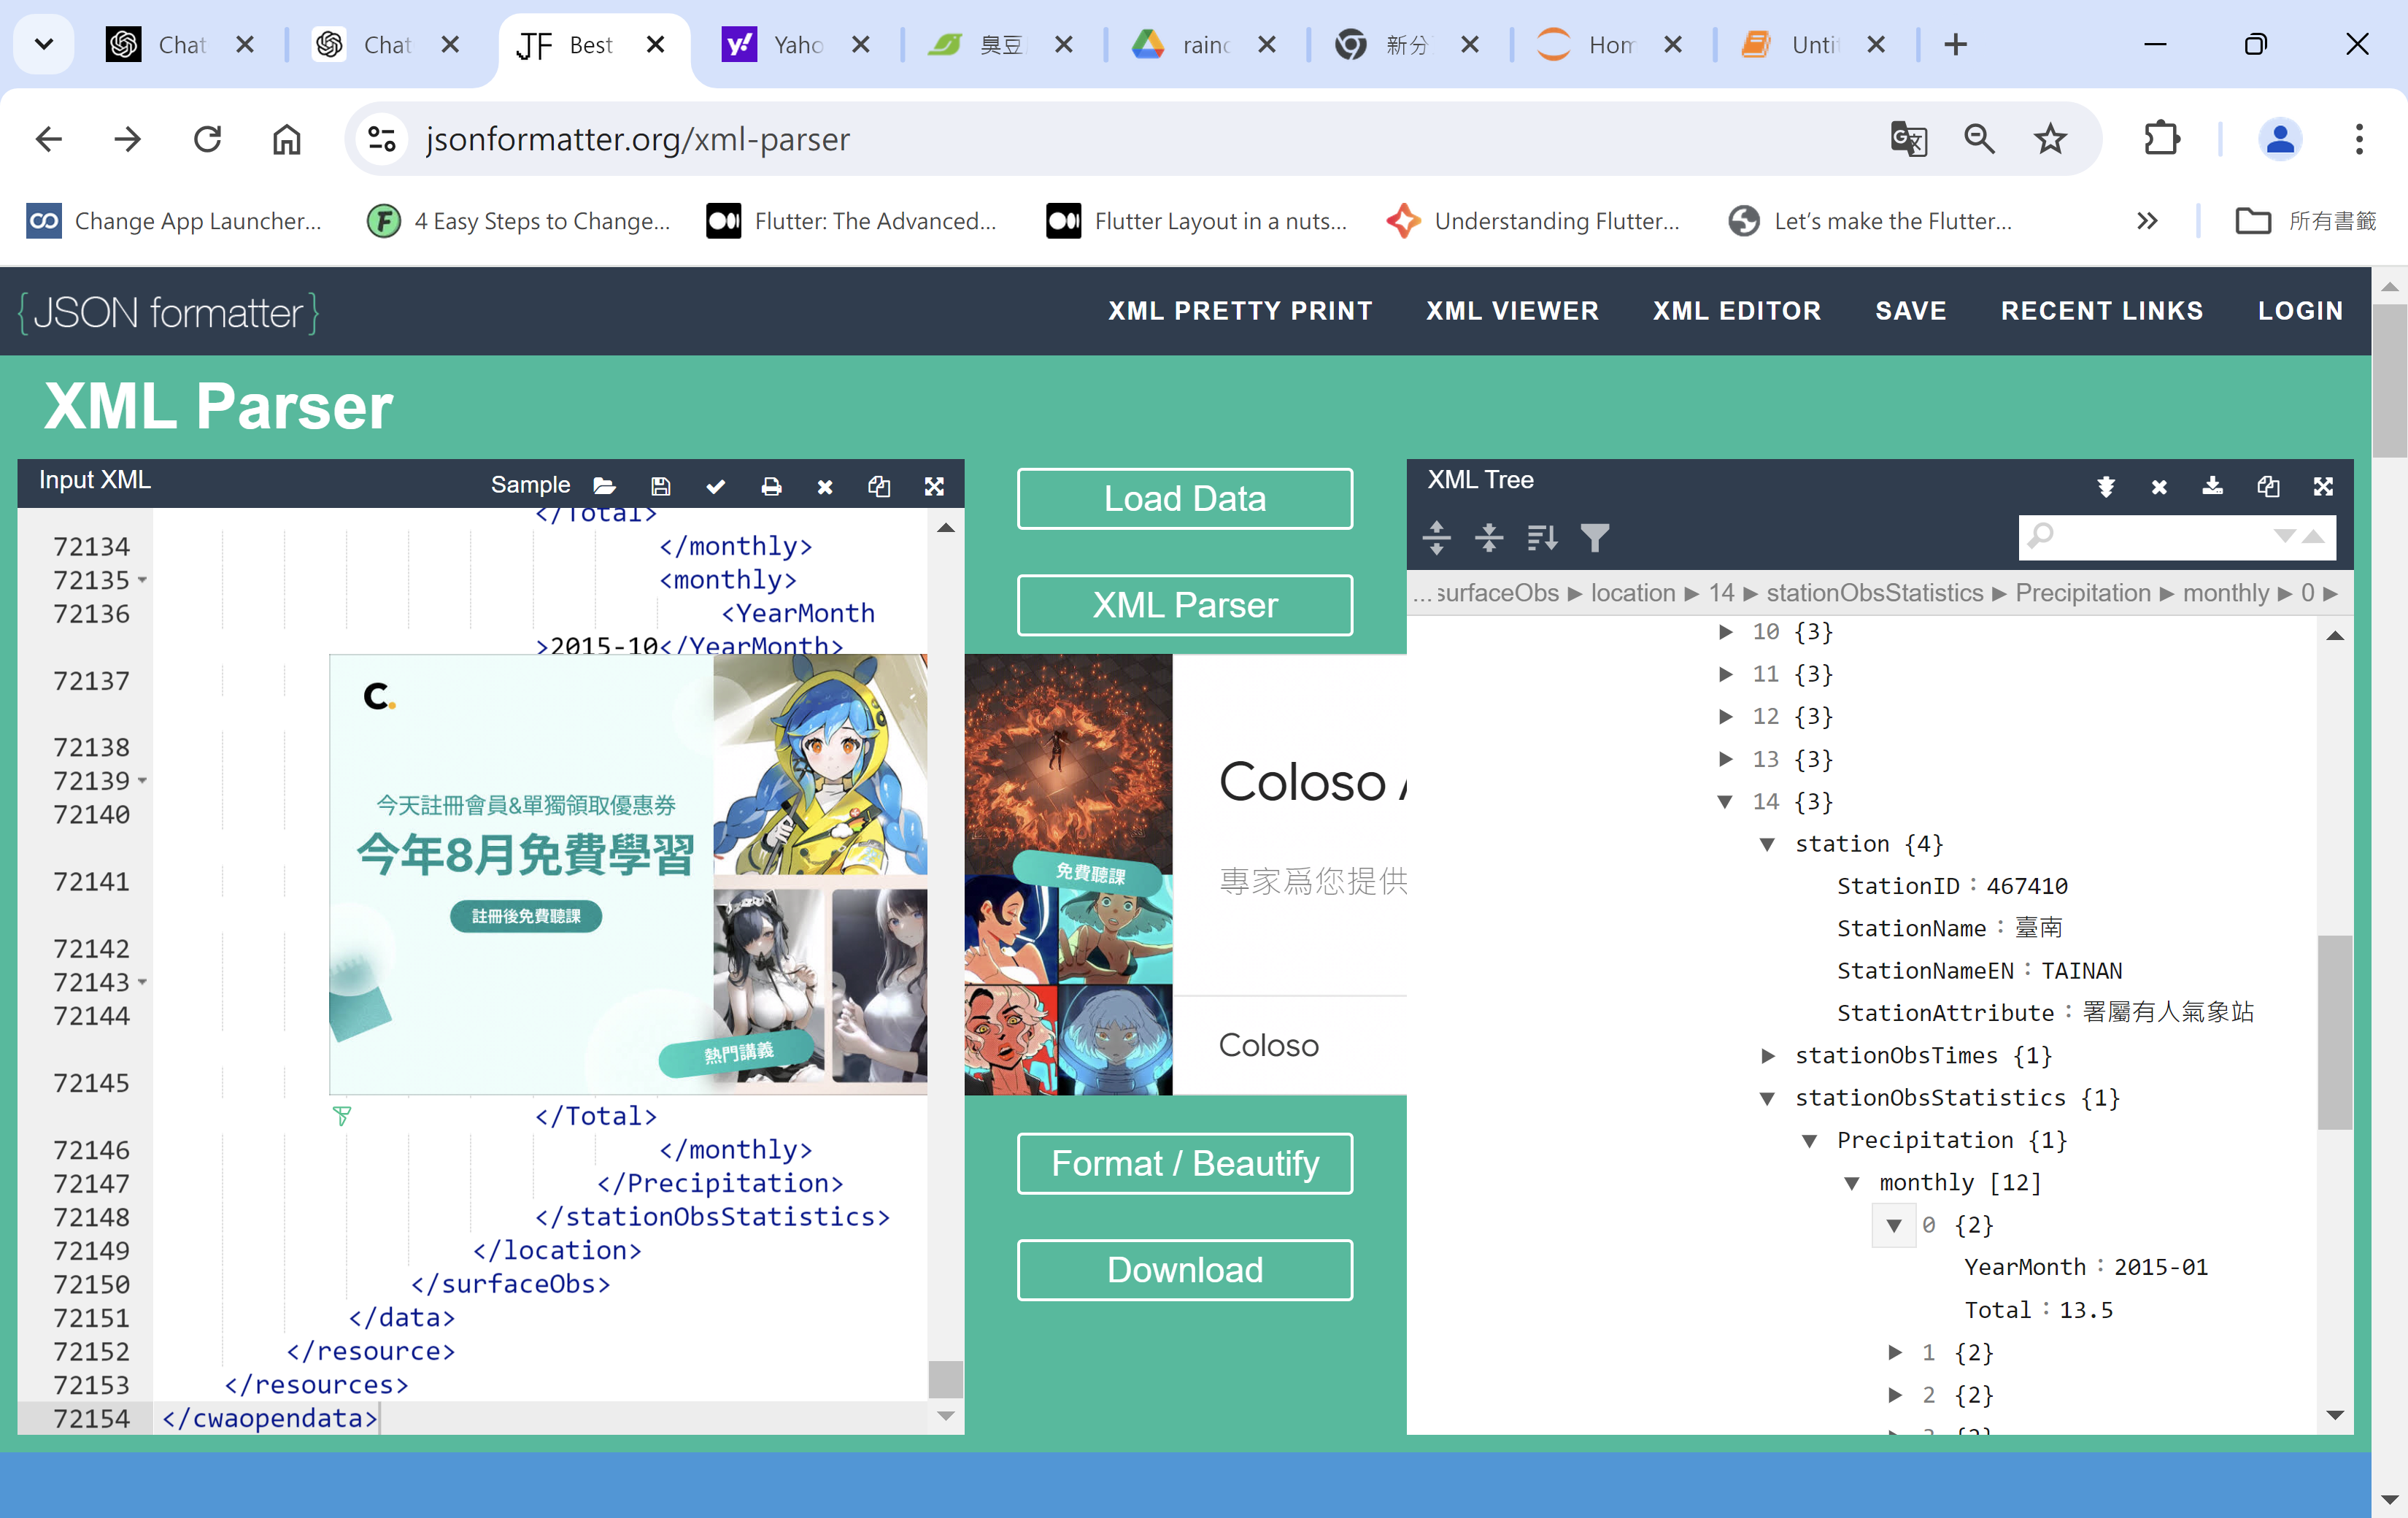 Chat
Chat
JF Best
Yaho
臭豆
rainc
新分
Hom
Unti
jsonformatter.org/xml-parser
Change App Launcher...
4 Easy Steps to Change...
Flutter: The Advanced...
Flutter Layout in a nuts...
Understanding Flutter...
Let's make the Flutter...
所有書籤
{JSON formatter}
XML PRETTY PRINT
XML VIEWER
XML EDITOR
SAVE
RECENT LINKS
LOGIN
XML Parser
Input XML
Sample
</Total>
72134 </monthly>
72135 <monthly>
72136 <YearMonth
>2015-10</YearMonth>
72137
72138
72139
72140
72141
72142
72143
72144
72145
</Total>
72146 </monthly>
72147 </Precipitation>
72148 </stationObsStatistics>
72149 </location>
72150 </surfaceObs>
72151 </data>
72152 </resource>
72153 </resources>
72154 </cwaopendata>
C.
今天註冊會員&單獨領取優惠券
今年8月免費學習
註冊後免費聽課
熱門講義
Load Data
XML Parser
免費聽課
Coloso
專家爲您提供
Coloso
Format / Beautify
Download
XML Tree
... surfaceObs ► location ► 14 ► stationObsStatistics ► Precipitation ► monthly ► 0 ►
10 {3}
11 {3}
12 {3}
13 {3}
14 {3}
station {4}
StationID : 467410
StationName : 臺南
StationNameEN : TAINAN
StationAttribute : 署屬有人氣象站
stationObsTimes {1}
stationObsStatistics {1}
Precipitation {1}
monthly [12]
0 {2}
YearMonth : 2015-01
Total : 13.5
1 {2}
2 {2}